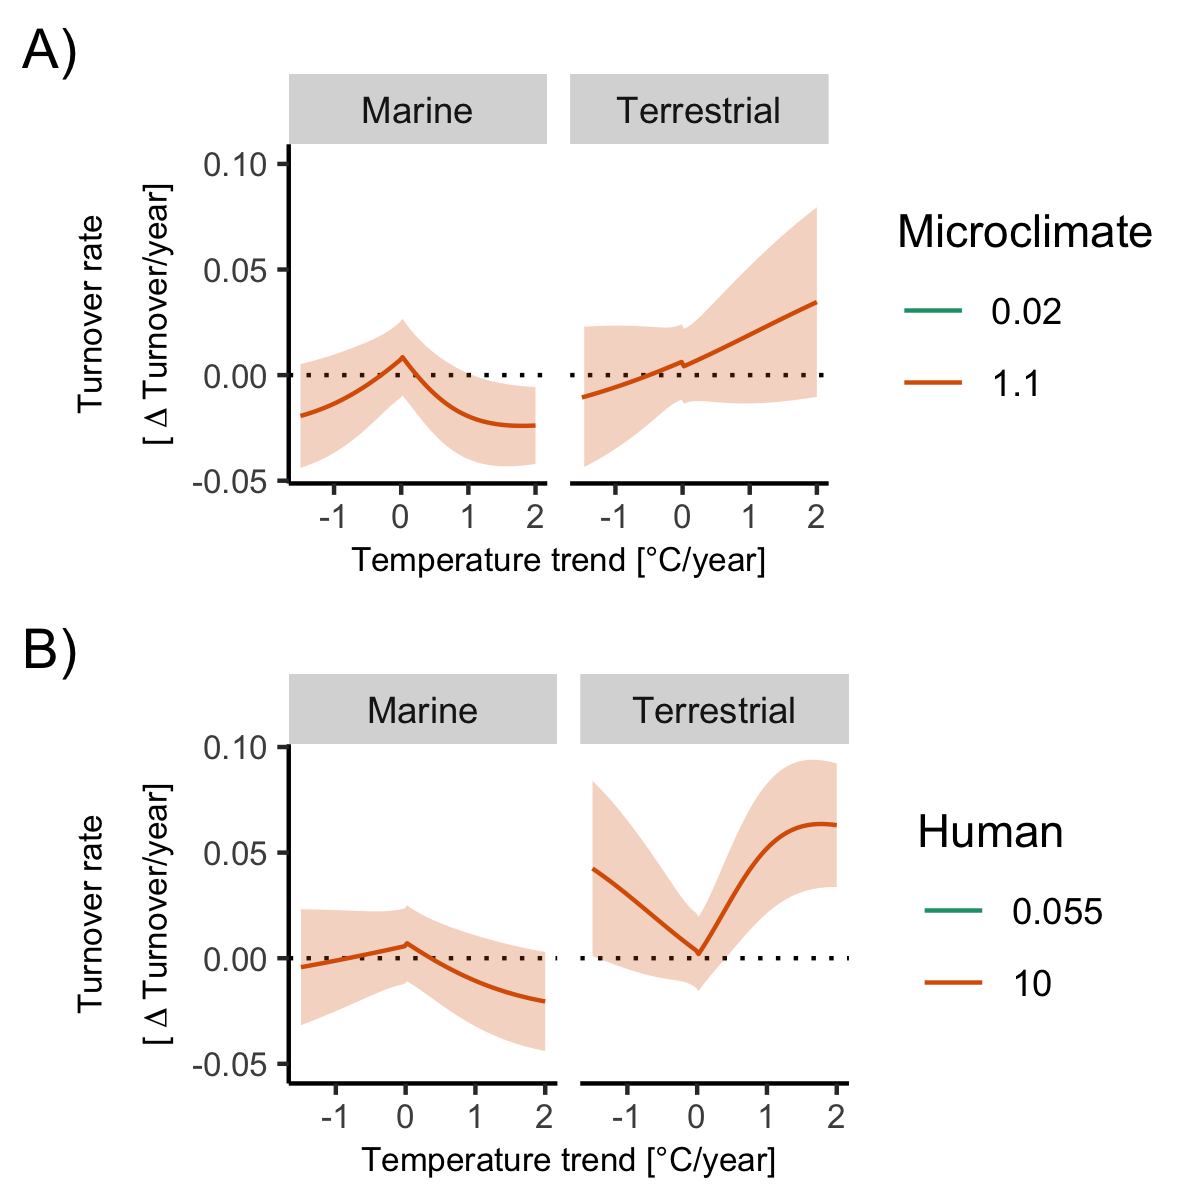 A)
Marine Terrestrial
0.10
0.05
0.00
-0.05
Turnover rate
[ Δ Turnover/year]
-1 0 1 2 -1 0 1 2
Temperature trend [°C/year]
Microclimate
0.02
1.1
B)
Marine Terrestrial
0.10
0.05
0.00
-0.05
Turnover rate
[ Δ Turnover/year]
-1 0 1 2 -1 0 1 2
Temperature trend [°C/year]
Human
0.055
10